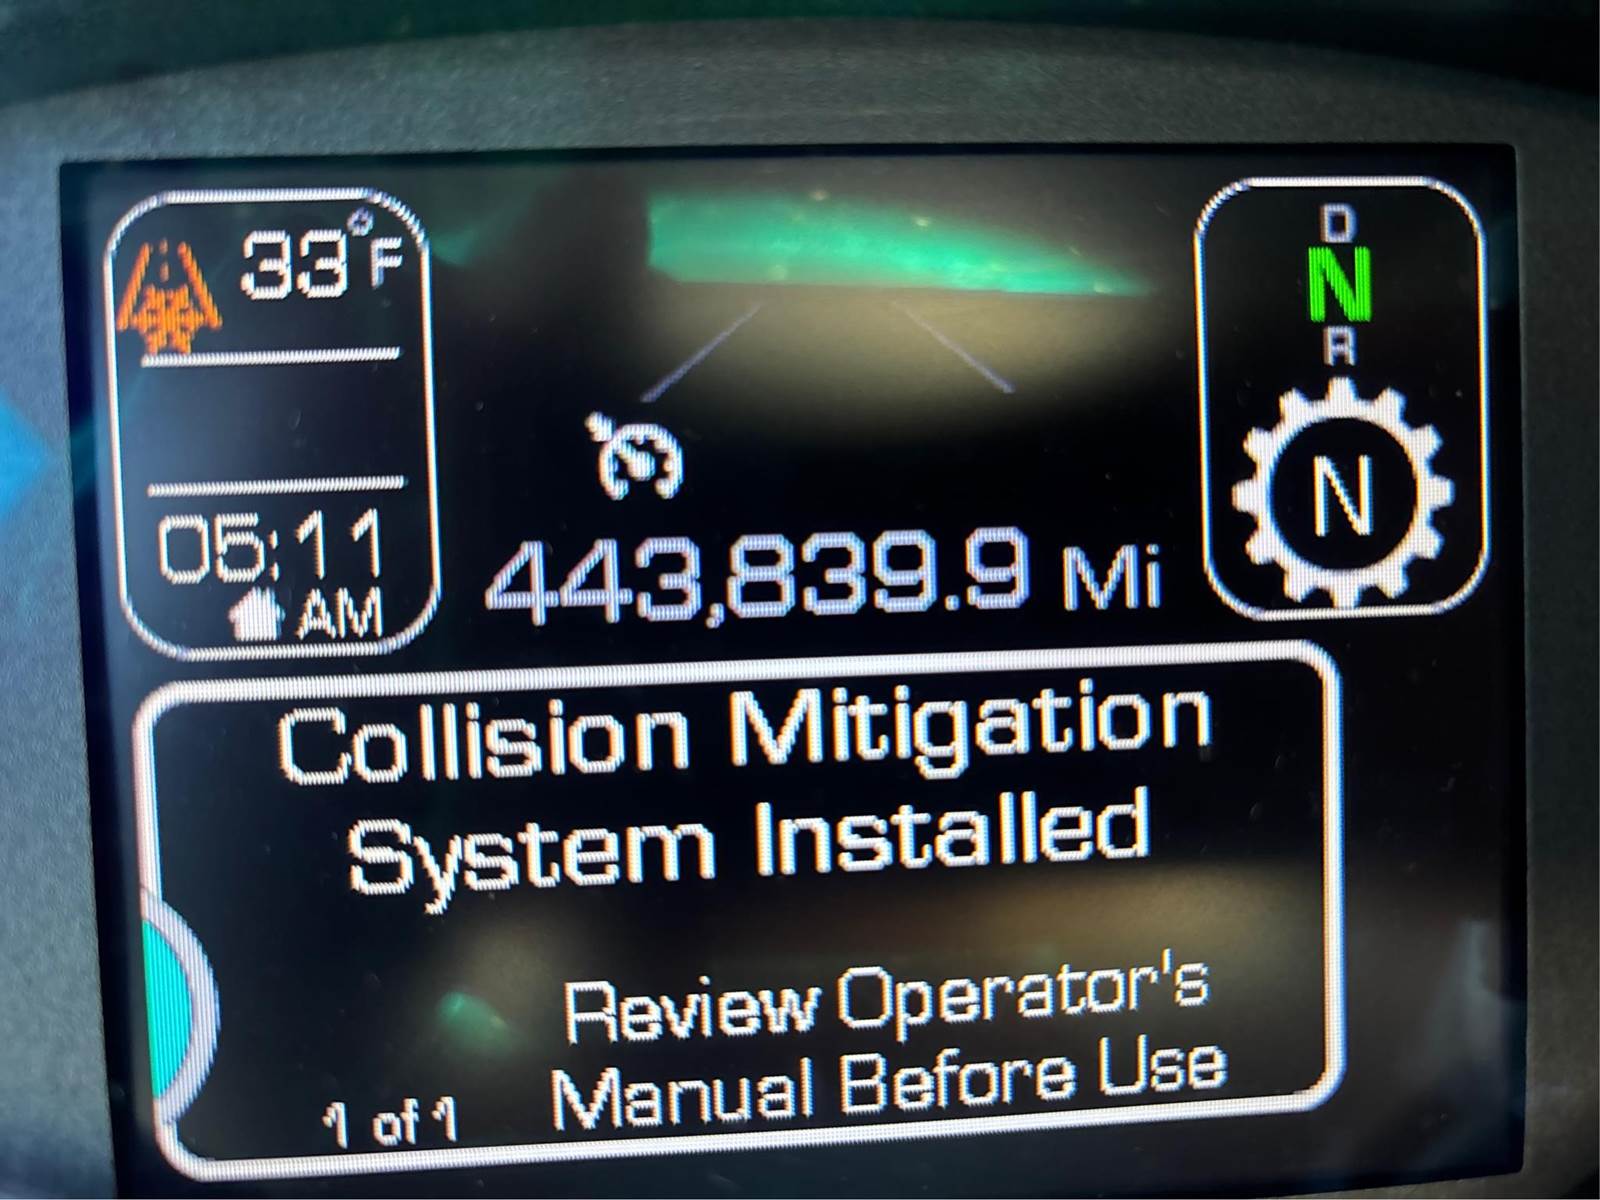 33°F
05:11
AM
443,839.9 Mi
D
N
R
N
Collision Mitigation
System Installed
Review Operator's
Manual Before Use
1 of 1